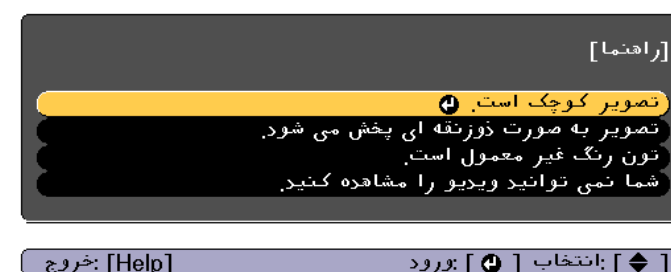 [راهنما]
تصویر کوچک است.
تصویر به صورت ذوزنقه ای پخش می شود.
تون رنگ غیر معمول است.
شما نمی توانید ویدیو را مشاهده کنید.
[ ] :انتخاب [ ] :ورود [Help] :خروج